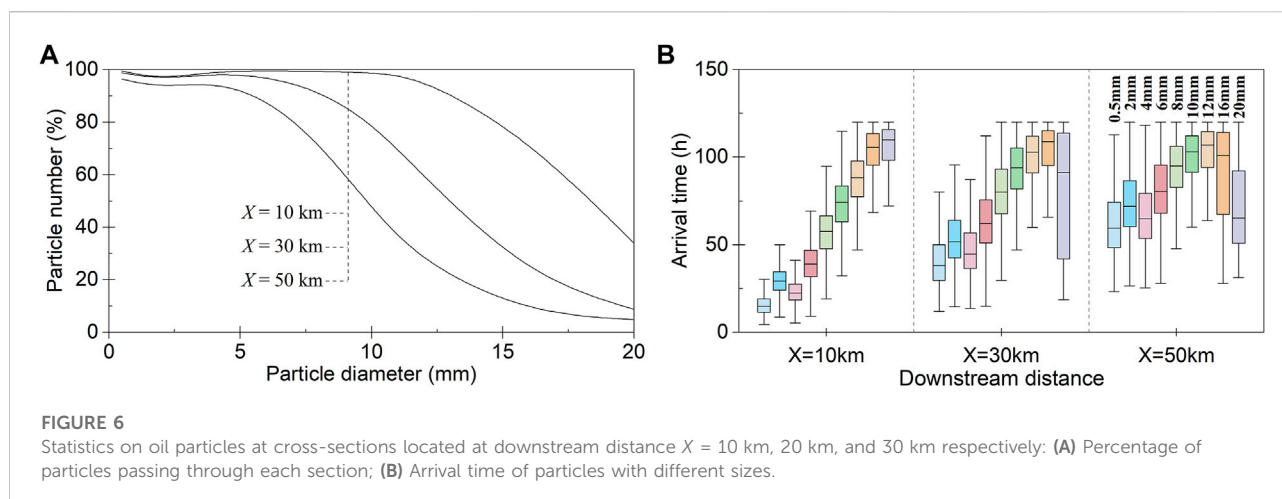 A
B
100
80
60
40
20
0
Particle number (%)
X = 10 km
X = 30 km
X = 50 km
0
5
10
15
20
Particle diameter (mm)
150
100
50
0
Arrival time (h)
0.5mm
2mm
4mm
6mm
8mm
10mm
12mm
16mm
20mm
X=10km
X=30km
X=50km
Downstream distance
FIGURE 6
Statistics on oil particles at cross-sections located at downstream distance X = 10 km, 20 km, and 30 km respectively: (A) Percentage of
particles passing through each section; (B) Arrival time of particles with different sizes.